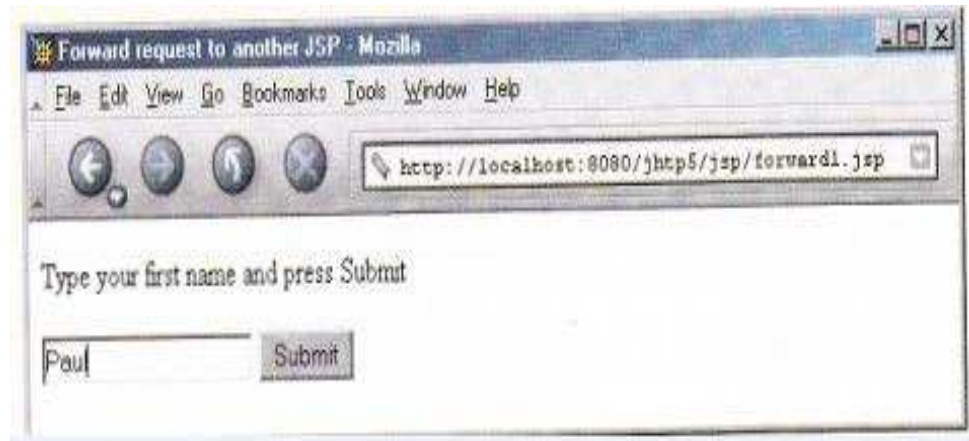 Forward request to another JSP - Mozilla
File Edit View Go Bookmarks Tools Window Help
http://localhost:8080/jhtp5/jsp/forward1.jsp
Type your first name and press Submit
Paul Submit